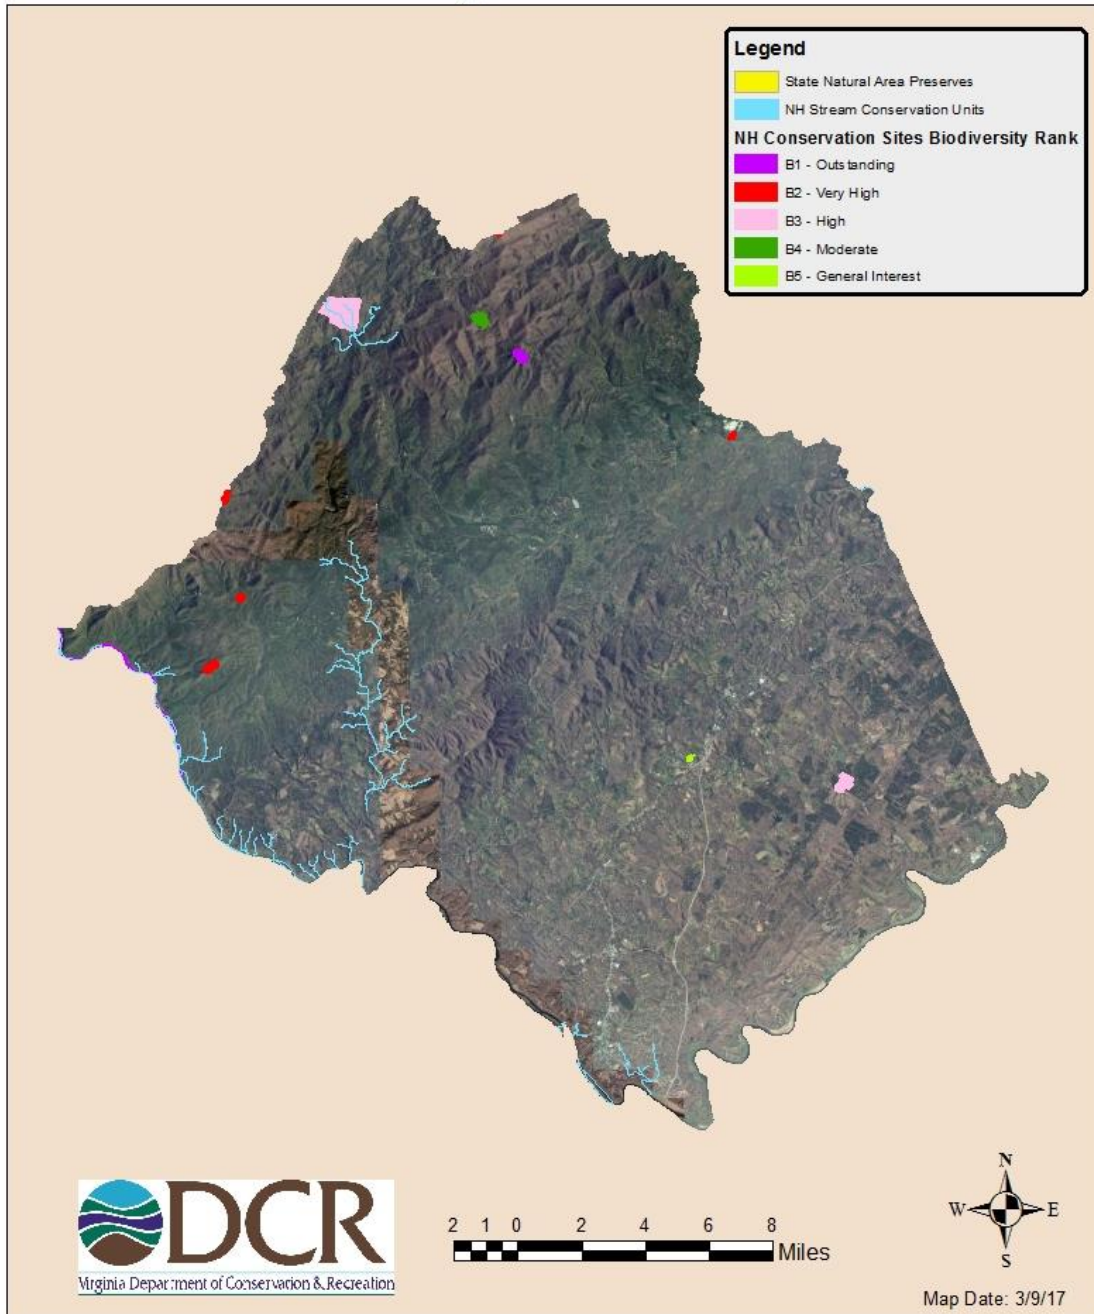 Legend
State Natural Area Preserves
NH Stream Conservation Units
NH Conservation Sites Biodiversity Rank
B1 - Outstanding
B2 - Very High
B3 - High
B4 - Moderate
B5 - General Interest
DCR
Virginia Department of Conservation & Recreation
2 1 0 2 4 6 8
Miles
N
W E
S
Map Date: 3/9/17